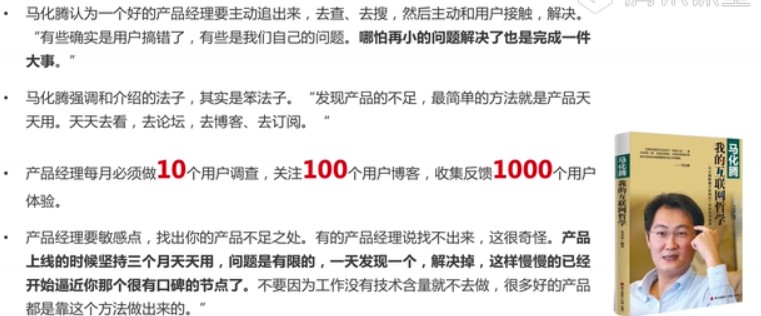 • 马化腾认为一个好的产品经理要主动追出来，去查、去搜，然后主动和用户接触，解决。
“有些确实是用户搞错了，有些是我们自己的问题。哪怕再小的问题解决了也是完成一件
大事。”
• 马化腾强调和介绍的法子，其实是笨法子。“发现产品的不足，最简单的方法就是产品天
天用。天天去看，去论坛，去博客、去订阅。 “
• 产品经理每月必须做10个用户调查，关注100个用户博客，收集反馈1000个用户
体验。
• 产品经理要敏感点，找出你的产品不足之处。有的产品经理说找不出来，这很奇怪。产品
上线的时候坚持三个月天天用，问题是有限的，一天发现一个，解决掉，这样慢慢的已经
开始逼近你那个很有口碑的节点了。不要因为工作没有技术含量就不去做，很多好的产品
都是靠这个方法做出来的。”
马化腾
我的互联网哲学
马化腾
我的互联网哲学